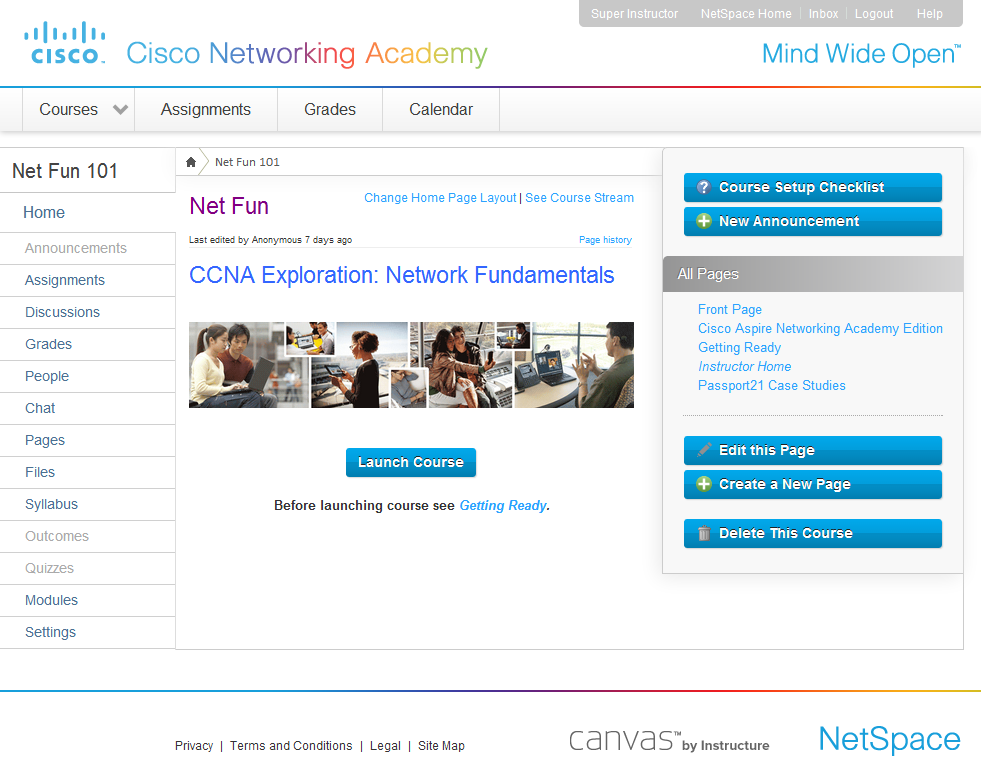 Super Instructor NetSpace Home Inbox Logout Help
CISCO. Cisco Networking Academy
Mind Wide Open™
Courses Assignments Grades Calendar
Net Fun 101
Home
Announcements
Assignments
Discussions
Grades
People
Chat
Pages
Files
Syllabus
Outcomes
Quizzes
Modules
Settings
Net Fun 101
Net Fun
Change Home Page Layout | See Course Stream
Last edited by Anonymous 7 days ago
Page history
CCNA Exploration: Network Fundamentals
Launch Course
Before launching course see Getting Ready.
Course Setup Checklist
New Announcement
All Pages
Front Page
Cisco Aspire Networking Academy Edition
Getting Ready
Instructor Home
Passport21 Case Studies
Edit this Page
Create a New Page
Delete This Course
Privacy | Terms and Conditions | Legal | Site Map
canvas™ by Instructure
NetSpace